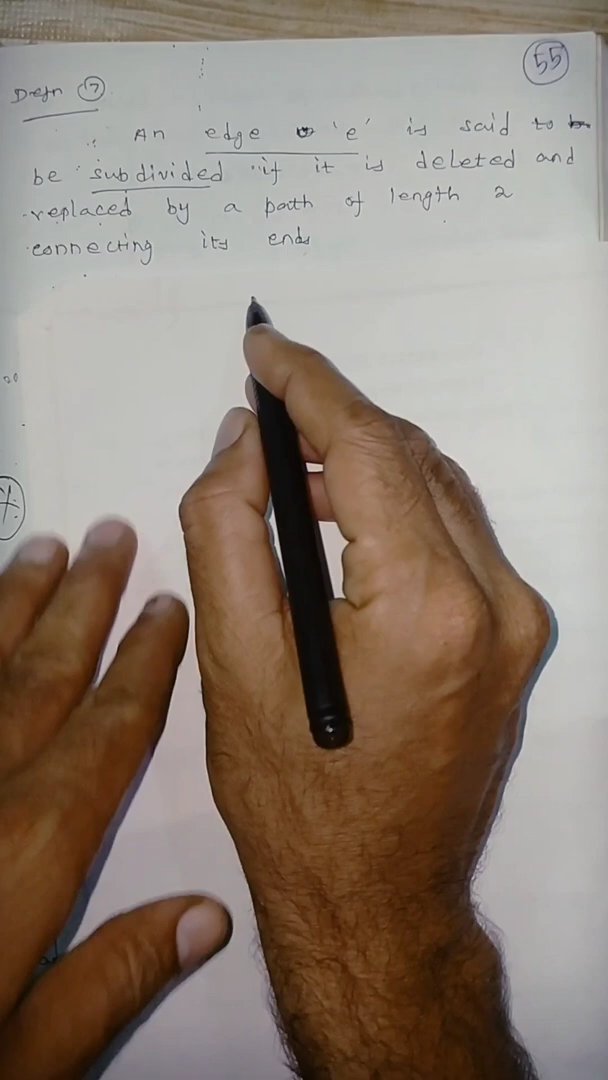 55
Defn 17
An edge 'e' is said to
be subdivided if it is deleted and
replaced by a path of length 2
connecting its ends